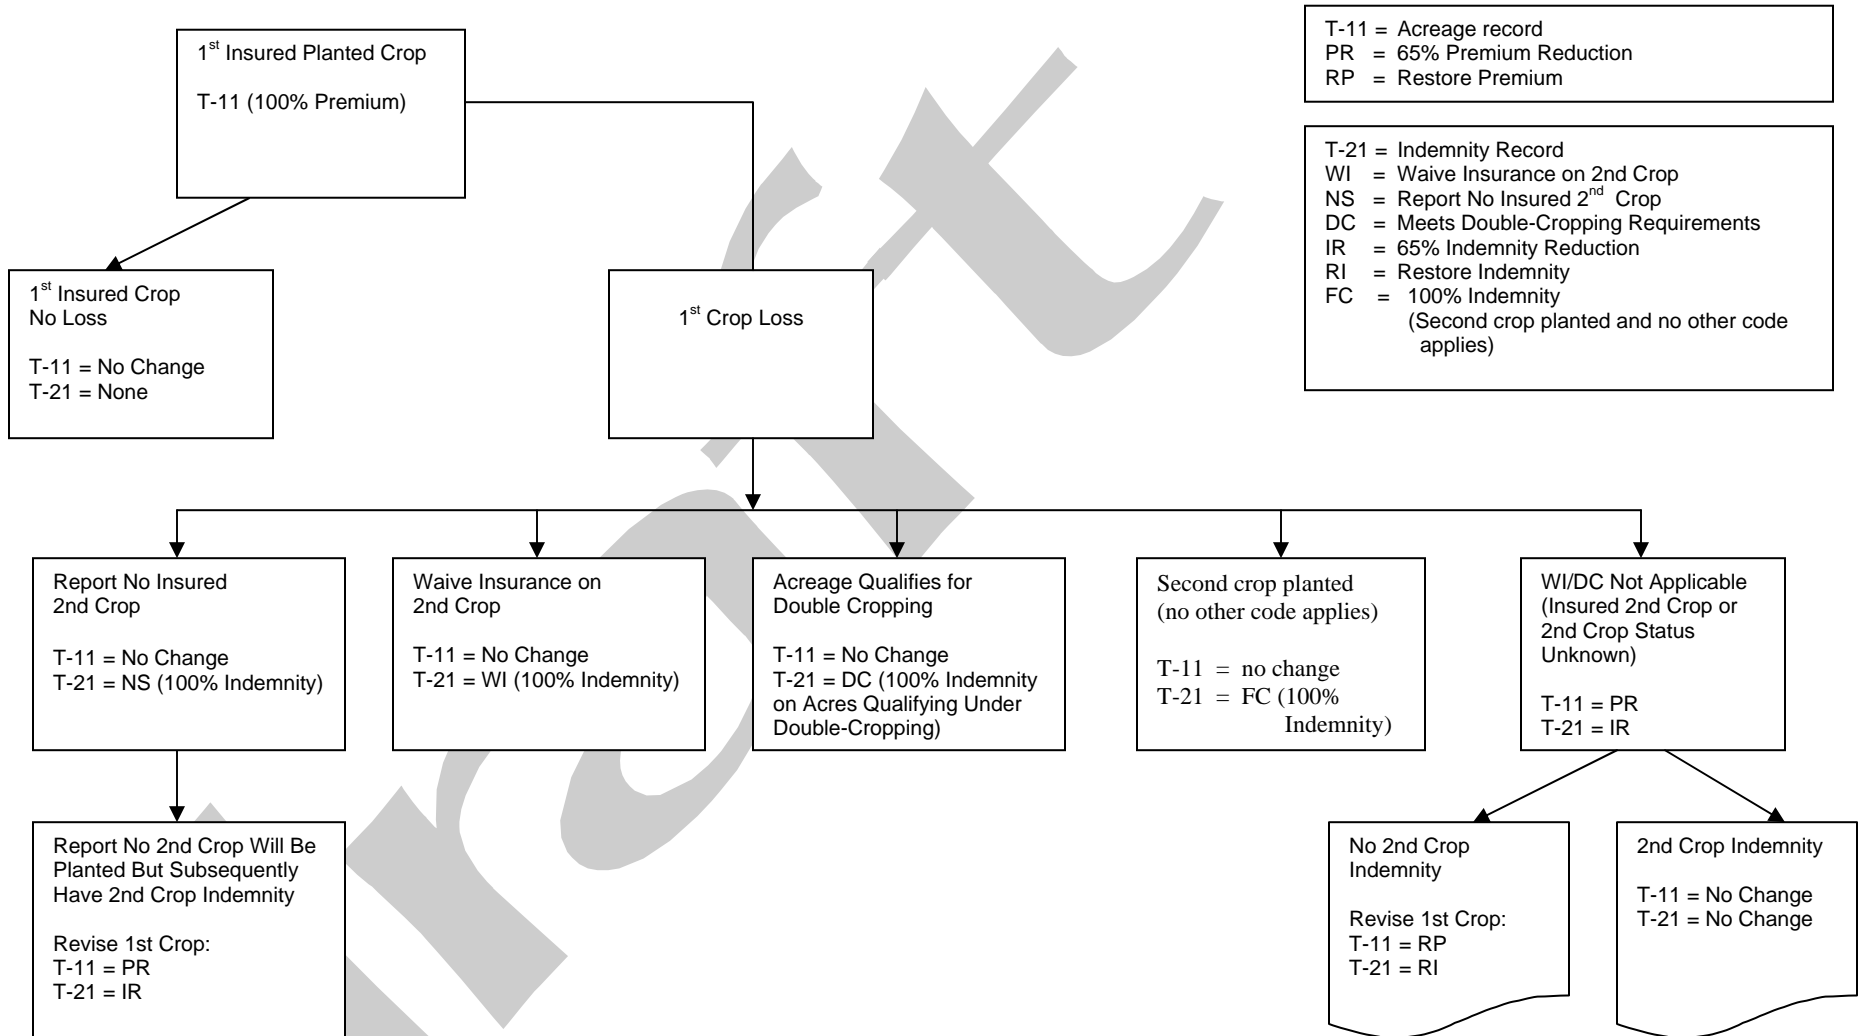 1st Insured Planted Crop
T-11 (100% Premium)
T-11 = Acreage record
PR = 65% Premium Reduction
RP = Restore Premium
T-21 = Indemnity Record
WI = Waive Insurance on 2nd Crop
NS = Report No Insured 2nd Crop
DC = Meets Double-Cropping Requirements
IR = 65% Indemnity Reduction
RI = Restore Indemnity
FC = 100% Indemnity
(Second crop planted and no other code
applies)
1st Insured Crop
No Loss
T-11 = No Change
T-21 = None
1st Crop Loss
Report No Insured
2nd Crop
T-11 = No Change
T-21 = NS (100% Indemnity)
Waive Insurance on
2nd Crop
T-11 = No Change
T-21 = WI (100% Indemnity)
Acreage Qualifies for
Double Cropping
T-11 = No Change
T-21 = DC (100% Indemnity
on Acres Qualifying Under
Double-Cropping)
Second crop planted
(no other code applies)
T-11 = no change
T-21 = FC (100%
Indemnity)
WI/DC Not Applicable
(Insured 2nd Crop or
2nd Crop Status
Unknown)
T-11 = PR
T-21 = IR
Report No 2nd Crop Will Be
Planted But Subsequently
Have 2nd Crop Indemnity
Revise 1st Crop:
T-11 = PR
T-21 = IR
No 2nd Crop
Indemnity
Revise 1st Crop:
T-11 = RP
T-21 = RI
2nd Crop Indemnity
T-11 = No Change
T-21 = No Change